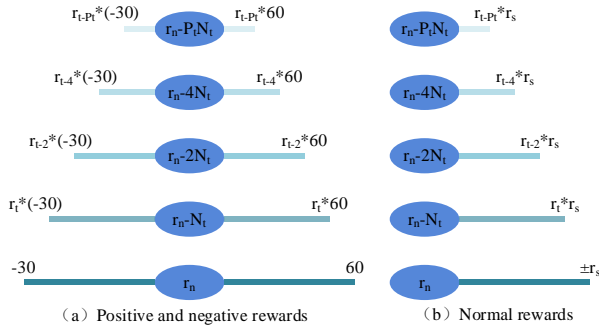 r_{t-Pt}*(-30) r_n-P_tN_t r_{t-Pt}*60
r_{t-4}*(-30) r_n-4N_t r_{t-4}*60
r_{t-2}*(-30) r_n-2N_t r_{t-2}*60
r_t*(-30) r_n-N_t r_t*60
-30 r_n 60
（a）Positive and negative rewards
r_n-P_tN_t r_{t-Pt}*r_s
r_n-4N_t r_{t-4}*r_s
r_n-2N_t r_{t-2}*r_s
r_n-N_t r_t*r_s
r_n ±r_s
（b）Normal rewards